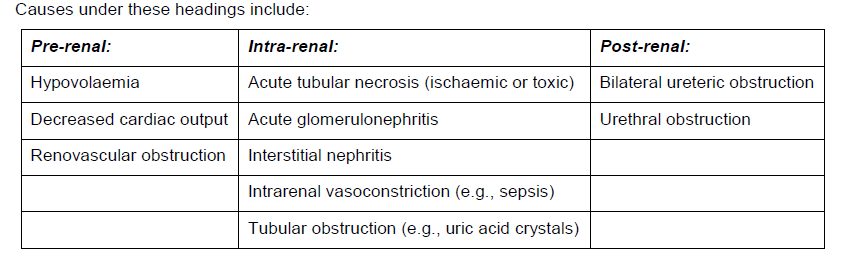 Causes under these headings include:
Pre-renal: Intra-renal: Post-renal:
Hypovolaemia Acute tubular necrosis (ischaemic or toxic) Bilateral ureteric obstruction
Decreased cardiac output Acute glomerulonephritis Urethral obstruction
Renovascular obstruction Interstitial nephritis
Intrarenal vasoconstriction (e.g., sepsis)
Tubular obstruction (e.g., uric acid crystals)